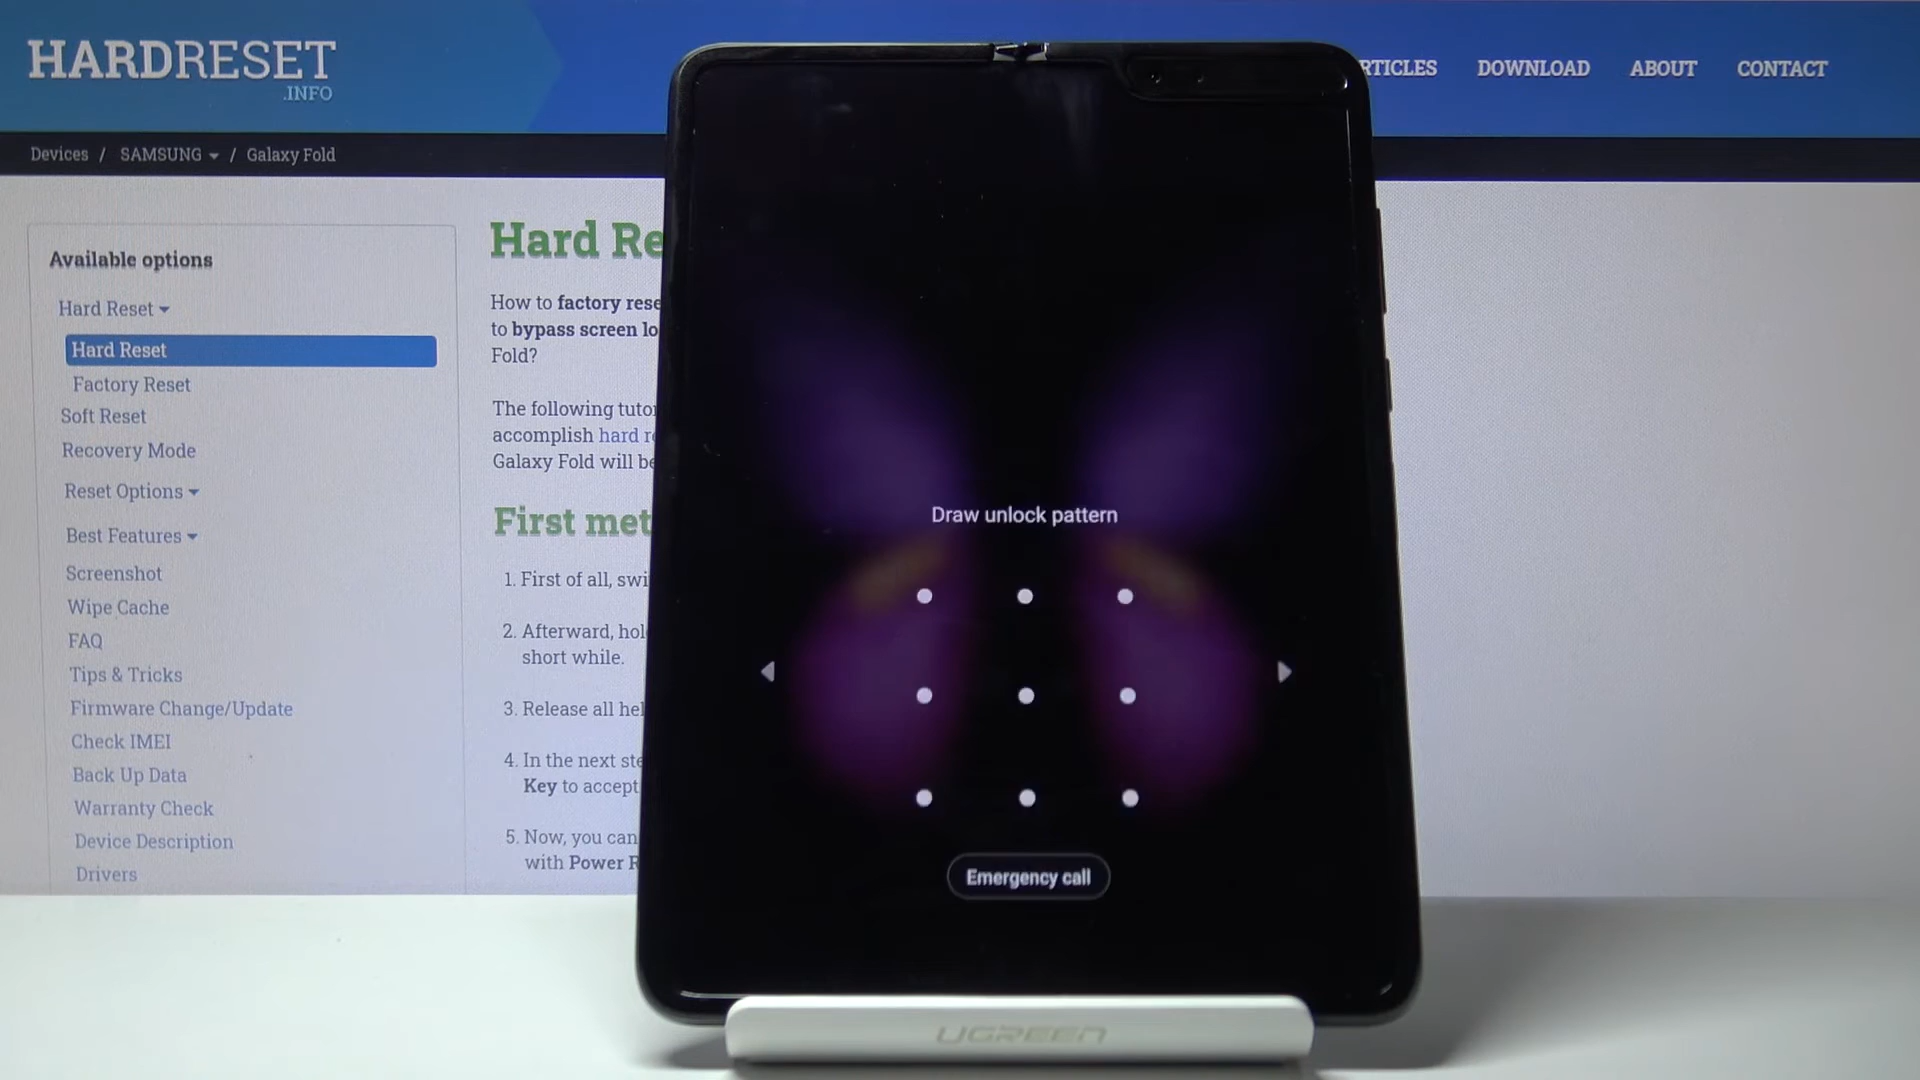 HARDRESET
.INFO
DOWNLOAD
ABOUT
CONTACT
Devices / SAMSUNG / Galaxy Fold
Available options
Hard Reset
Hard Reset
Factory Reset
Soft Reset
Recovery Mode
Reset Options
Best Features
Screenshot
Wipe Cache
FAQ
Tips & Tricks
Firmware Change/Update
Check IMEI
Back Up Data
Warranty Check
Device Description
Drivers
Hard Re
How to factory rese
to bypass screen lo
Fold?
The following tutor
accomplish hard re
Galaxy Fold will be
First met
1. First of all, swi
2. Afterward, hol
short while.
3. Release all hel
4. In the next ste
Key to accept
5. Now, you can
with Power R
Draw unlock pattern
Emergency call
UGREEN